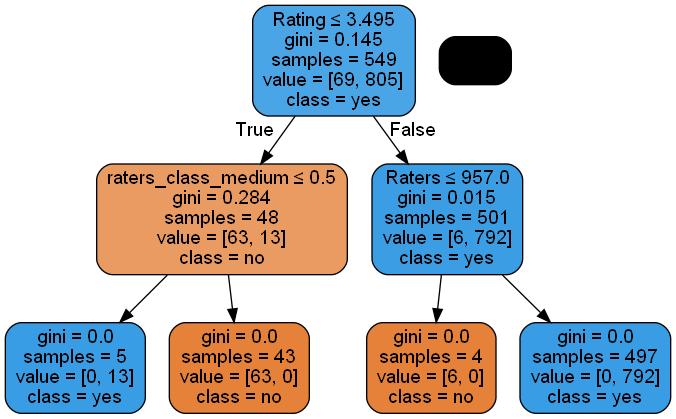 Rating ≤ 3.495
gini = 0.145
samples = 549
value = [69, 805]
class = yes
True
False
raters_class_medium ≤ 0.5
gini = 0.284
samples = 48
value = [63, 13]
class = no
Raters ≤ 957.0
gini = 0.015
samples = 501
value = [6, 792]
class = yes
gini = 0.0
samples = 5
value = [0, 13]
class = yes
gini = 0.0
samples = 43
value = [63, 0]
class = no
gini = 0.0
samples = 4
value = [6, 0]
class = no
gini = 0.0
samples = 497
value = [0, 792]
class = yes